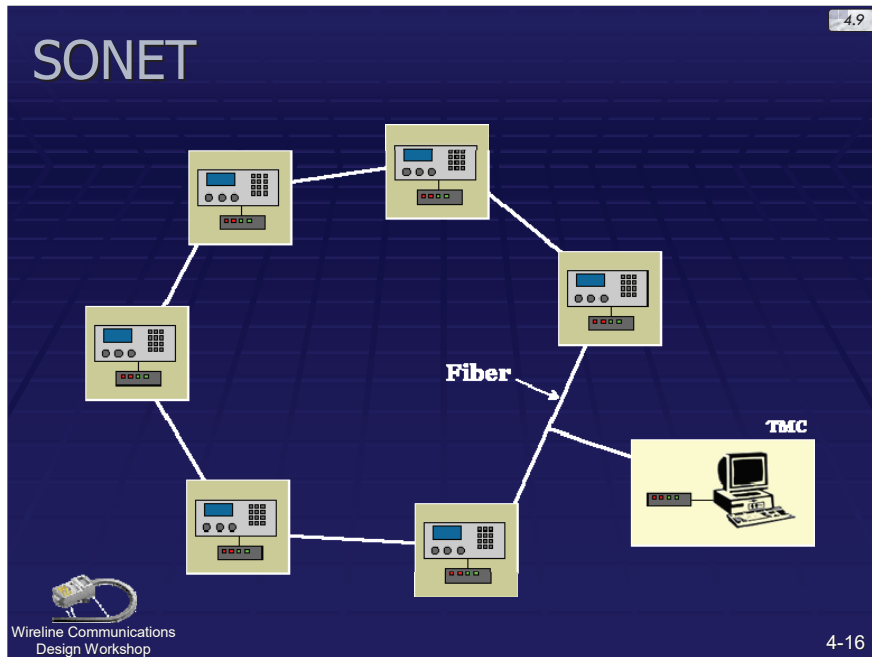 4.9
SONET
Fiber
TMC
Wireline Communications
Design Workshop
4-16